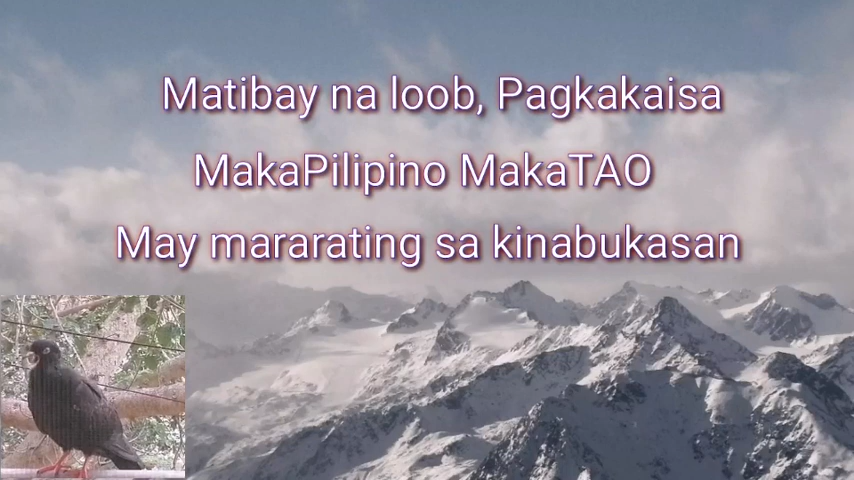 Matibay na loob, Pagkakaisa
MakaPilipino MakaTAO
May mararating sa kinabukasan